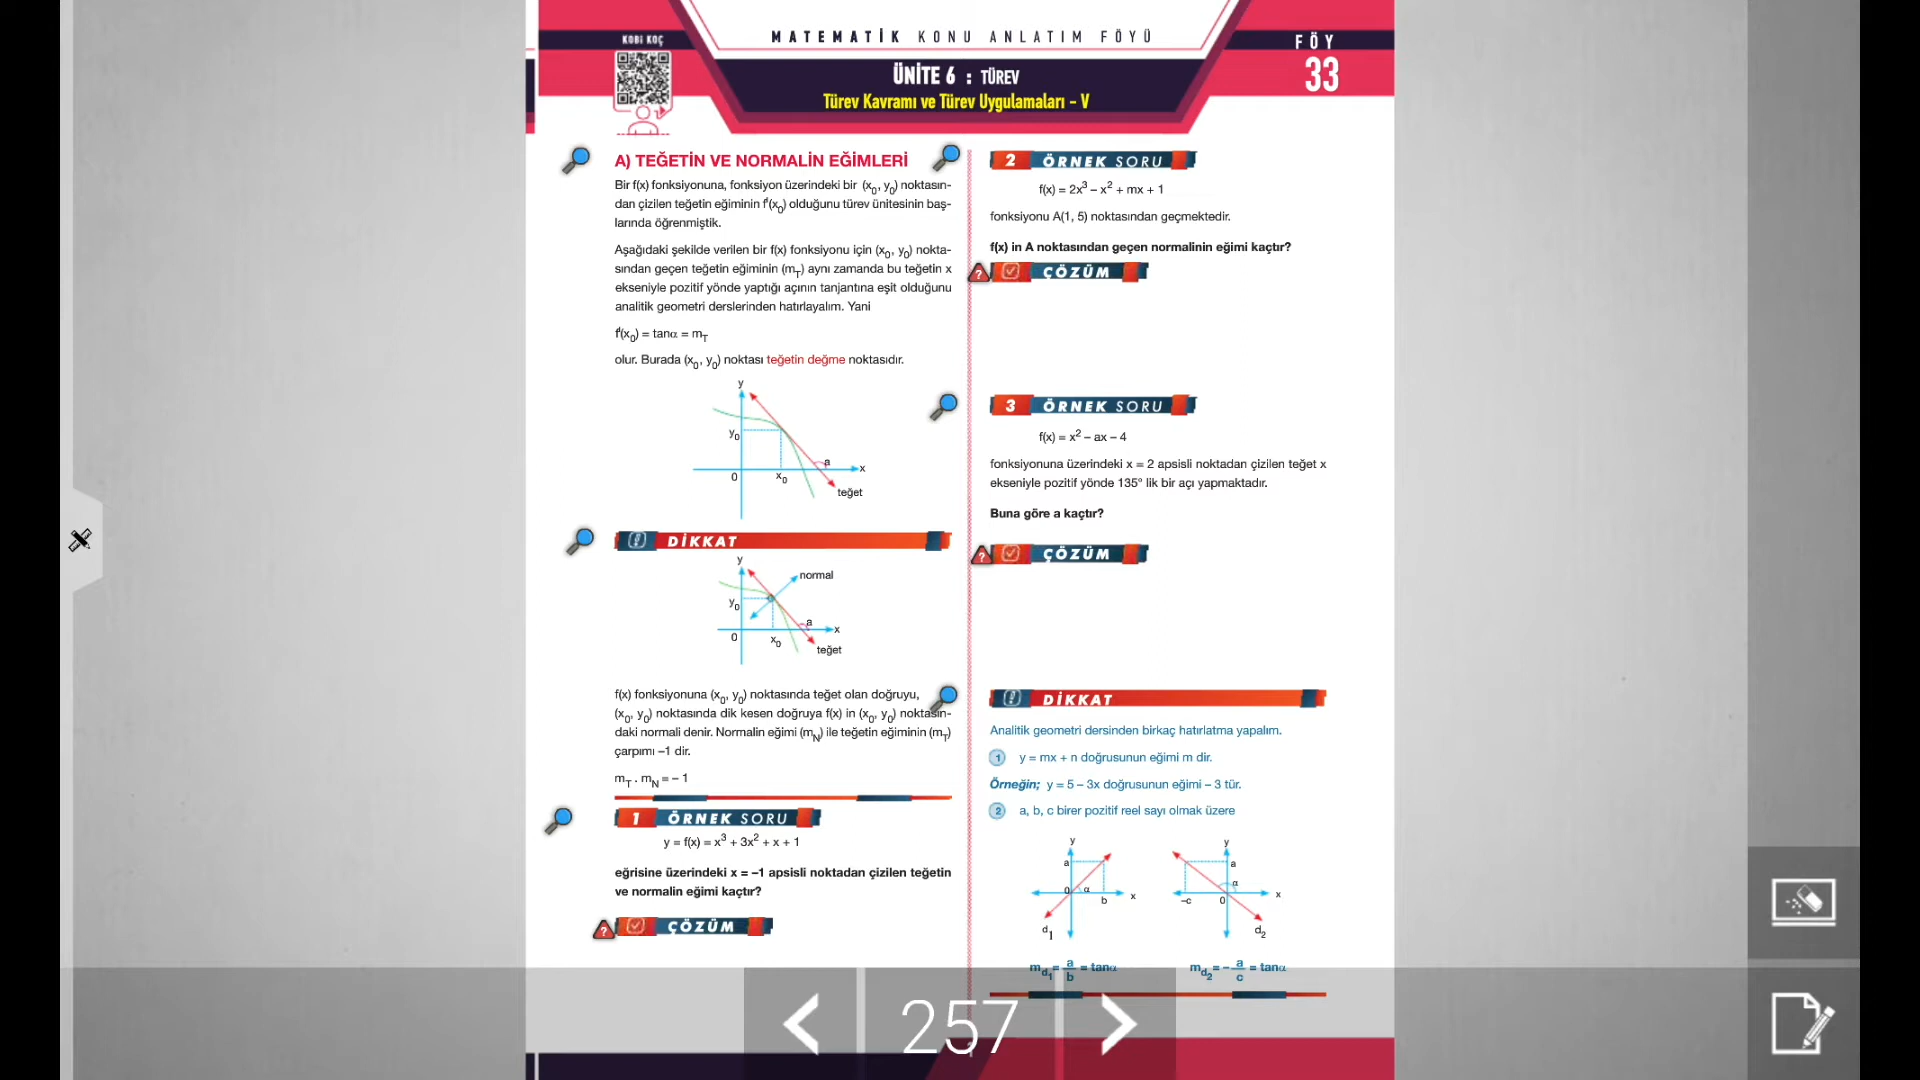 KOBİ KOÇ
MATEMATİK KONU ANLATIM FÖYÜ
ÜNİTE 6 : TÜREV
Türev Kavramı ve Türev Uygulamaları - V
FÖY
33
A) TEĞETİN VE NORMALİN EĞİMLERİ
Bir f(x) fonksiyonuna, fonksiyon üzerindeki bir (x₀, y₀) noktasın-
dan çizilen teğetin eğiminin f'(x₀) olduğunu türev ünitesinin baş-
larında öğrenmiştik.
Aşağıdaki şekilde verilen bir f(x) fonksiyonu için (x₀, y₀) nokta-
sından geçen teğetin eğiminin (m_T) aynı zamanda bu teğetin x
ekseniyle pozitif yönde yaptığı açının tanjantına eşit olduğunu
analitik geometri derslerinden hatırlayalım. Yani
f'(x₀) = tanα = m_T
olur. Burada (x₀, y₀) noktası teğetin değme noktasıdır.
y
y₀
a
x
0
x₀
teğet
DİKKAT
y
normal
y₀
a
x
0
x₀
teğet
f(x) fonksiyonuna (x₀, y₀) noktasında teğet olan doğruyu,
(x₀, y₀) noktasında dik kesen doğruya f(x) in (x₀, y₀) noktasın-
daki normali denir. Normalin eğimi (m_N) ile teğetin eğiminin (m_T)
çarpımı –1 dir.
m_T . m_N = – 1
1 ÖRNEK SORU
y = f(x) = x³ + 3x² + x + 1
eğrisine üzerindeki x = –1 apsisli noktadan çizilen teğetin
ve normalin eğimi kaçtır?
? ÇÖZÜM
2 ÖRNEK SORU
f(x) = 2x³ – x² + mx + 1
fonksiyonu A(1, 5) noktasından geçmektedir.
f(x) in A noktasından geçen normalinin eğimi kaçtır?
? ÇÖZÜM
3 ÖRNEK SORU
f(x) = x² – ax – 4
fonksiyonuna üzerindeki x = 2 apsisli noktadan çizilen teğet x
ekseniyle pozitif yönde 135° lik bir açı yapmaktadır.
Buna göre a kaçtır?
? ÇÖZÜM
DİKKAT
Analitik geometri dersinden birkaç hatırlatma yapalım.
1 y = mx + n doğrusunun eğimi m dir.
Örneğin; y = 5 – 3x doğrusunun eğimi – 3 tür.
2 a, b, c birer pozitif reel sayı olmak üzere
y
a
0
α
b
x
d₁
y
a
α
–c
0
x
d₂
m_d₁ = a/b = tanα
m_d₂ = – a/c = tanα
257